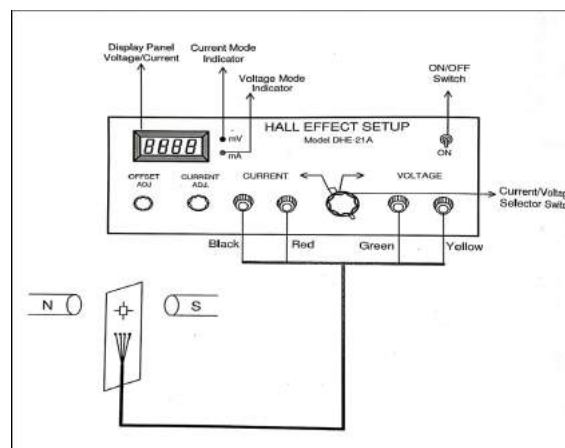 Display Panel
Voltage/Current
Current Mode
Indicator
Voltage Mode
Indicator
ON/OFF
Switch
HALL EFFECT SETUP
Model DHE-21A
8888
mV
mA
ON
OFFSET
ADJ
CURRENT
ADJ.
CURRENT
VOLTAGE
Current/Voltag
Selector Switc
Black
Red
Green
Yellow
N
S